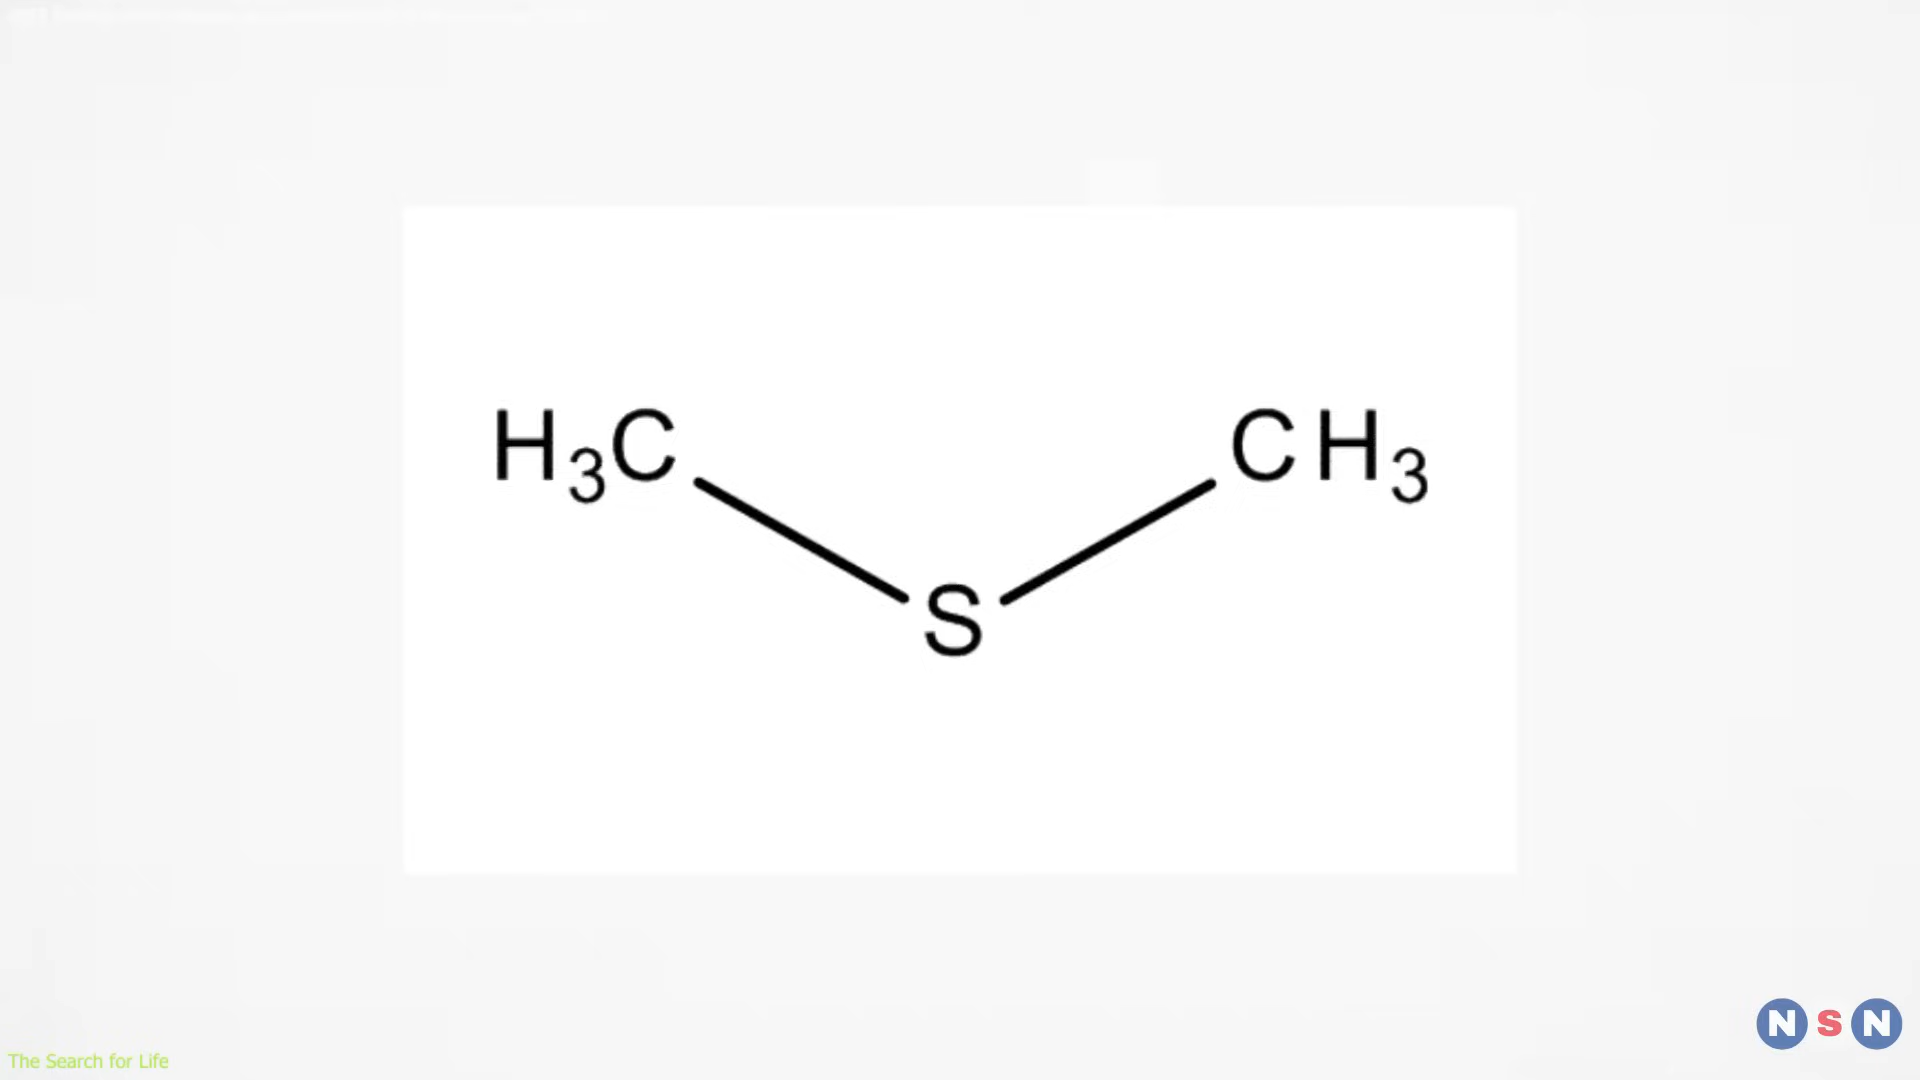 H₃C
CH₃
S
The Search for Life
NSN